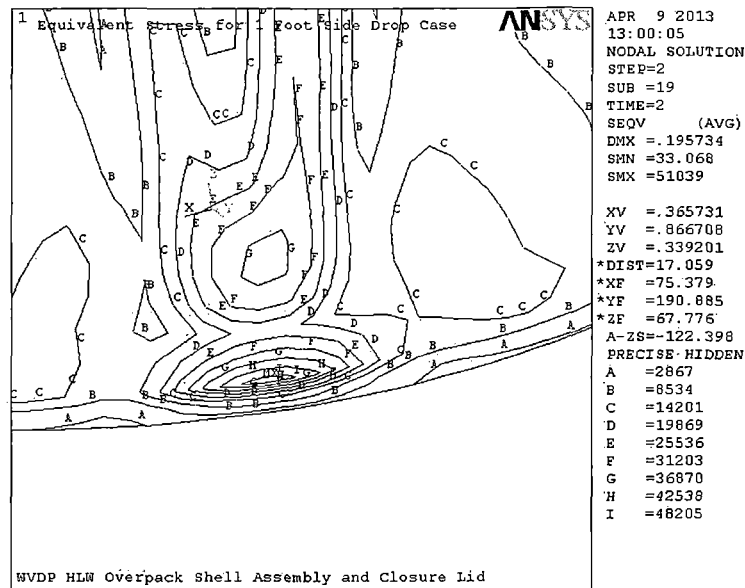 1 Equivalent Stress for 1 Foot Side Drop Case
ANSYS
APR 9 2013
13:00:05
NODAL SOLUTION
STEP=2
SUB =19
TIME=2
SEQV (AVG)
DMX =.195734
SMN =33.068
SMX =51039
XV =.365731
YV =.866708
ZV =.339201
*DIST=17.059
*XF =75.379
*YF =190.885
*ZF =67.776
A-ZS=-122.398
PRECISE HIDDEN
A =2867
B =8534
C =14201
D =19869
E =25536
F =31203
G =36870
H =42538
I =48205
WVDP HLW Overpack Shell Assembly and Closure Lid